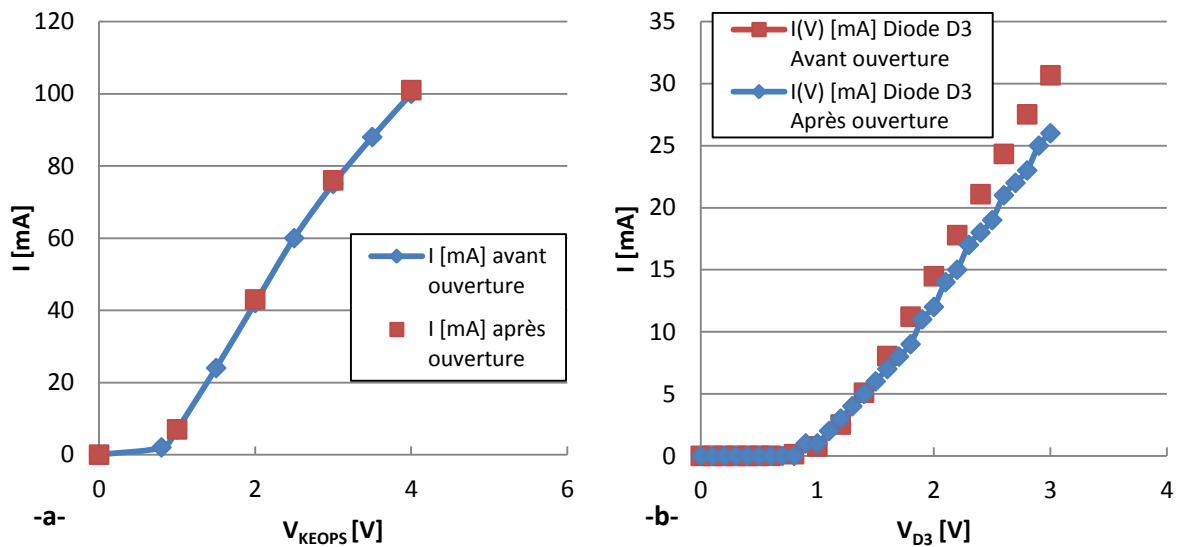 120
100
80
60
40
20
0
I [mA]
0 2 4 6
V_KEOPS [V]
I [mA] avant
ouverture
I [mA] après
ouverture
-a-
35
30
25
20
15
10
5
0
I [mA]
0 1 2 3 4
V_D3 [V]
I(V) [mA] Diode D3
Avant ouverture
I(V) [mA] Diode D3
Après ouverture
-b-